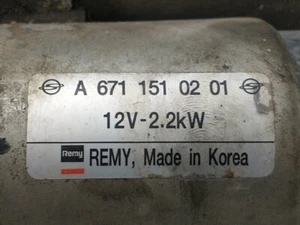 A 671 151 02 01
12V-2.2kW
Remy REMY, Made in Korea